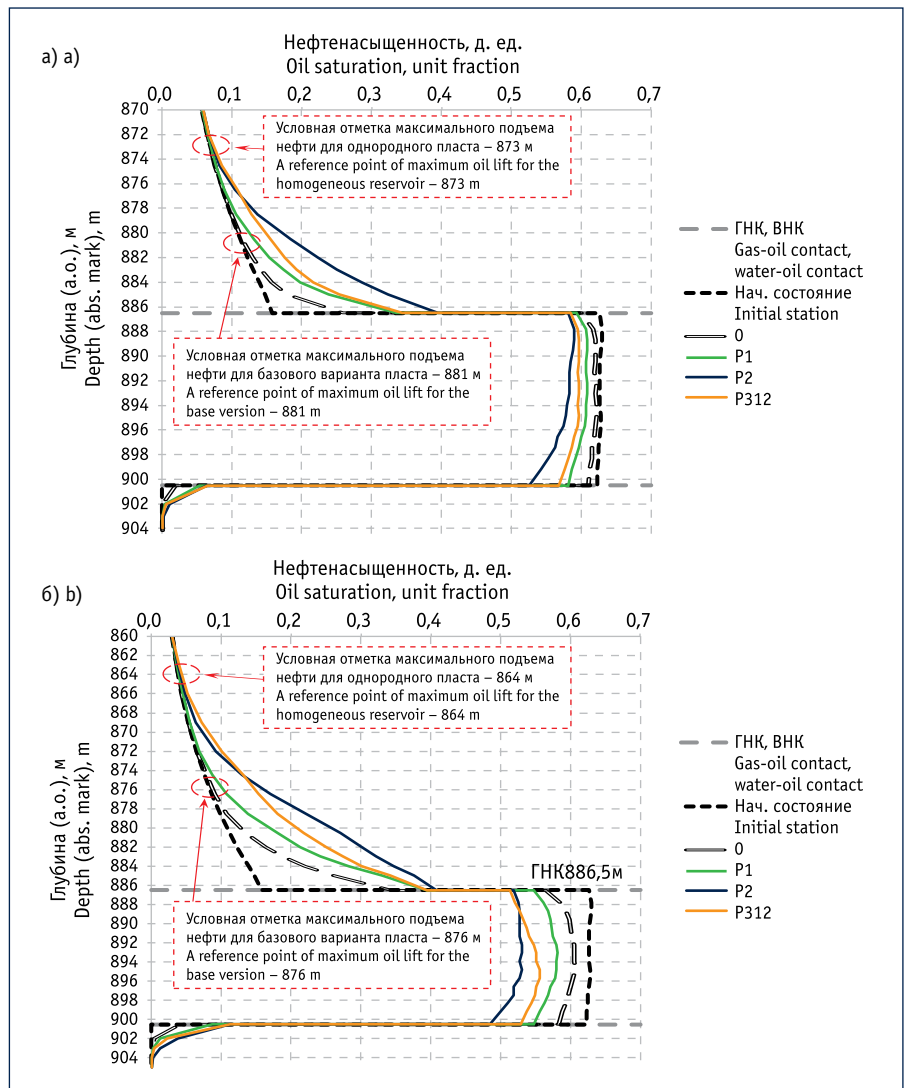 а) a)
Нефтенасыщенность, д. ед.
Oil saturation, unit fraction
0,0 0,1 0,2 0,3 0,4 0,5 0,6 0,7
Глубина (а.о.), м
Depth (abs. mark), m
870
872
874
876
878
880
882
884
886
888
890
892
894
896
898
900
902
904
Условная отметка максимального подъема
нефти для однородного пласта – 873 м
A reference point of maximum oil lift for the
homogeneous reservoir – 873 m
Условная отметка максимального подъема
нефти для базового варианта пласта – 881 м
A reference point of maximum oil lift for the
base version – 881 m
ГНК, ВНК
Gas-oil contact,
water-oil contact
Нач. состояние
Initial station
0
P1
P2
P312
б) b)
Нефтенасыщенность, д. ед.
Oil saturation, unit fraction
0,0 0,1 0,2 0,3 0,4 0,5 0,6 0,7
Глубина (а.о.), м
Depth (abs. mark), m
860
862
864
866
868
870
872
874
876
878
880
882
884
886
888
890
892
894
896
898
900
902
904
Условная отметка максимального подъема
нефти для однородного пласта – 864 м
A reference point of maximum oil lift for the
homogeneous reservoir – 864 m
ГНК886,5м
Условная отметка максимального подъема
нефти для базового варианта пласта – 876 м
A reference point of maximum oil lift for the
base version – 876 m
ГНК, ВНК
Gas-oil contact,
water-oil contact
Нач. состояние
Initial station
0
P1
P2
P312